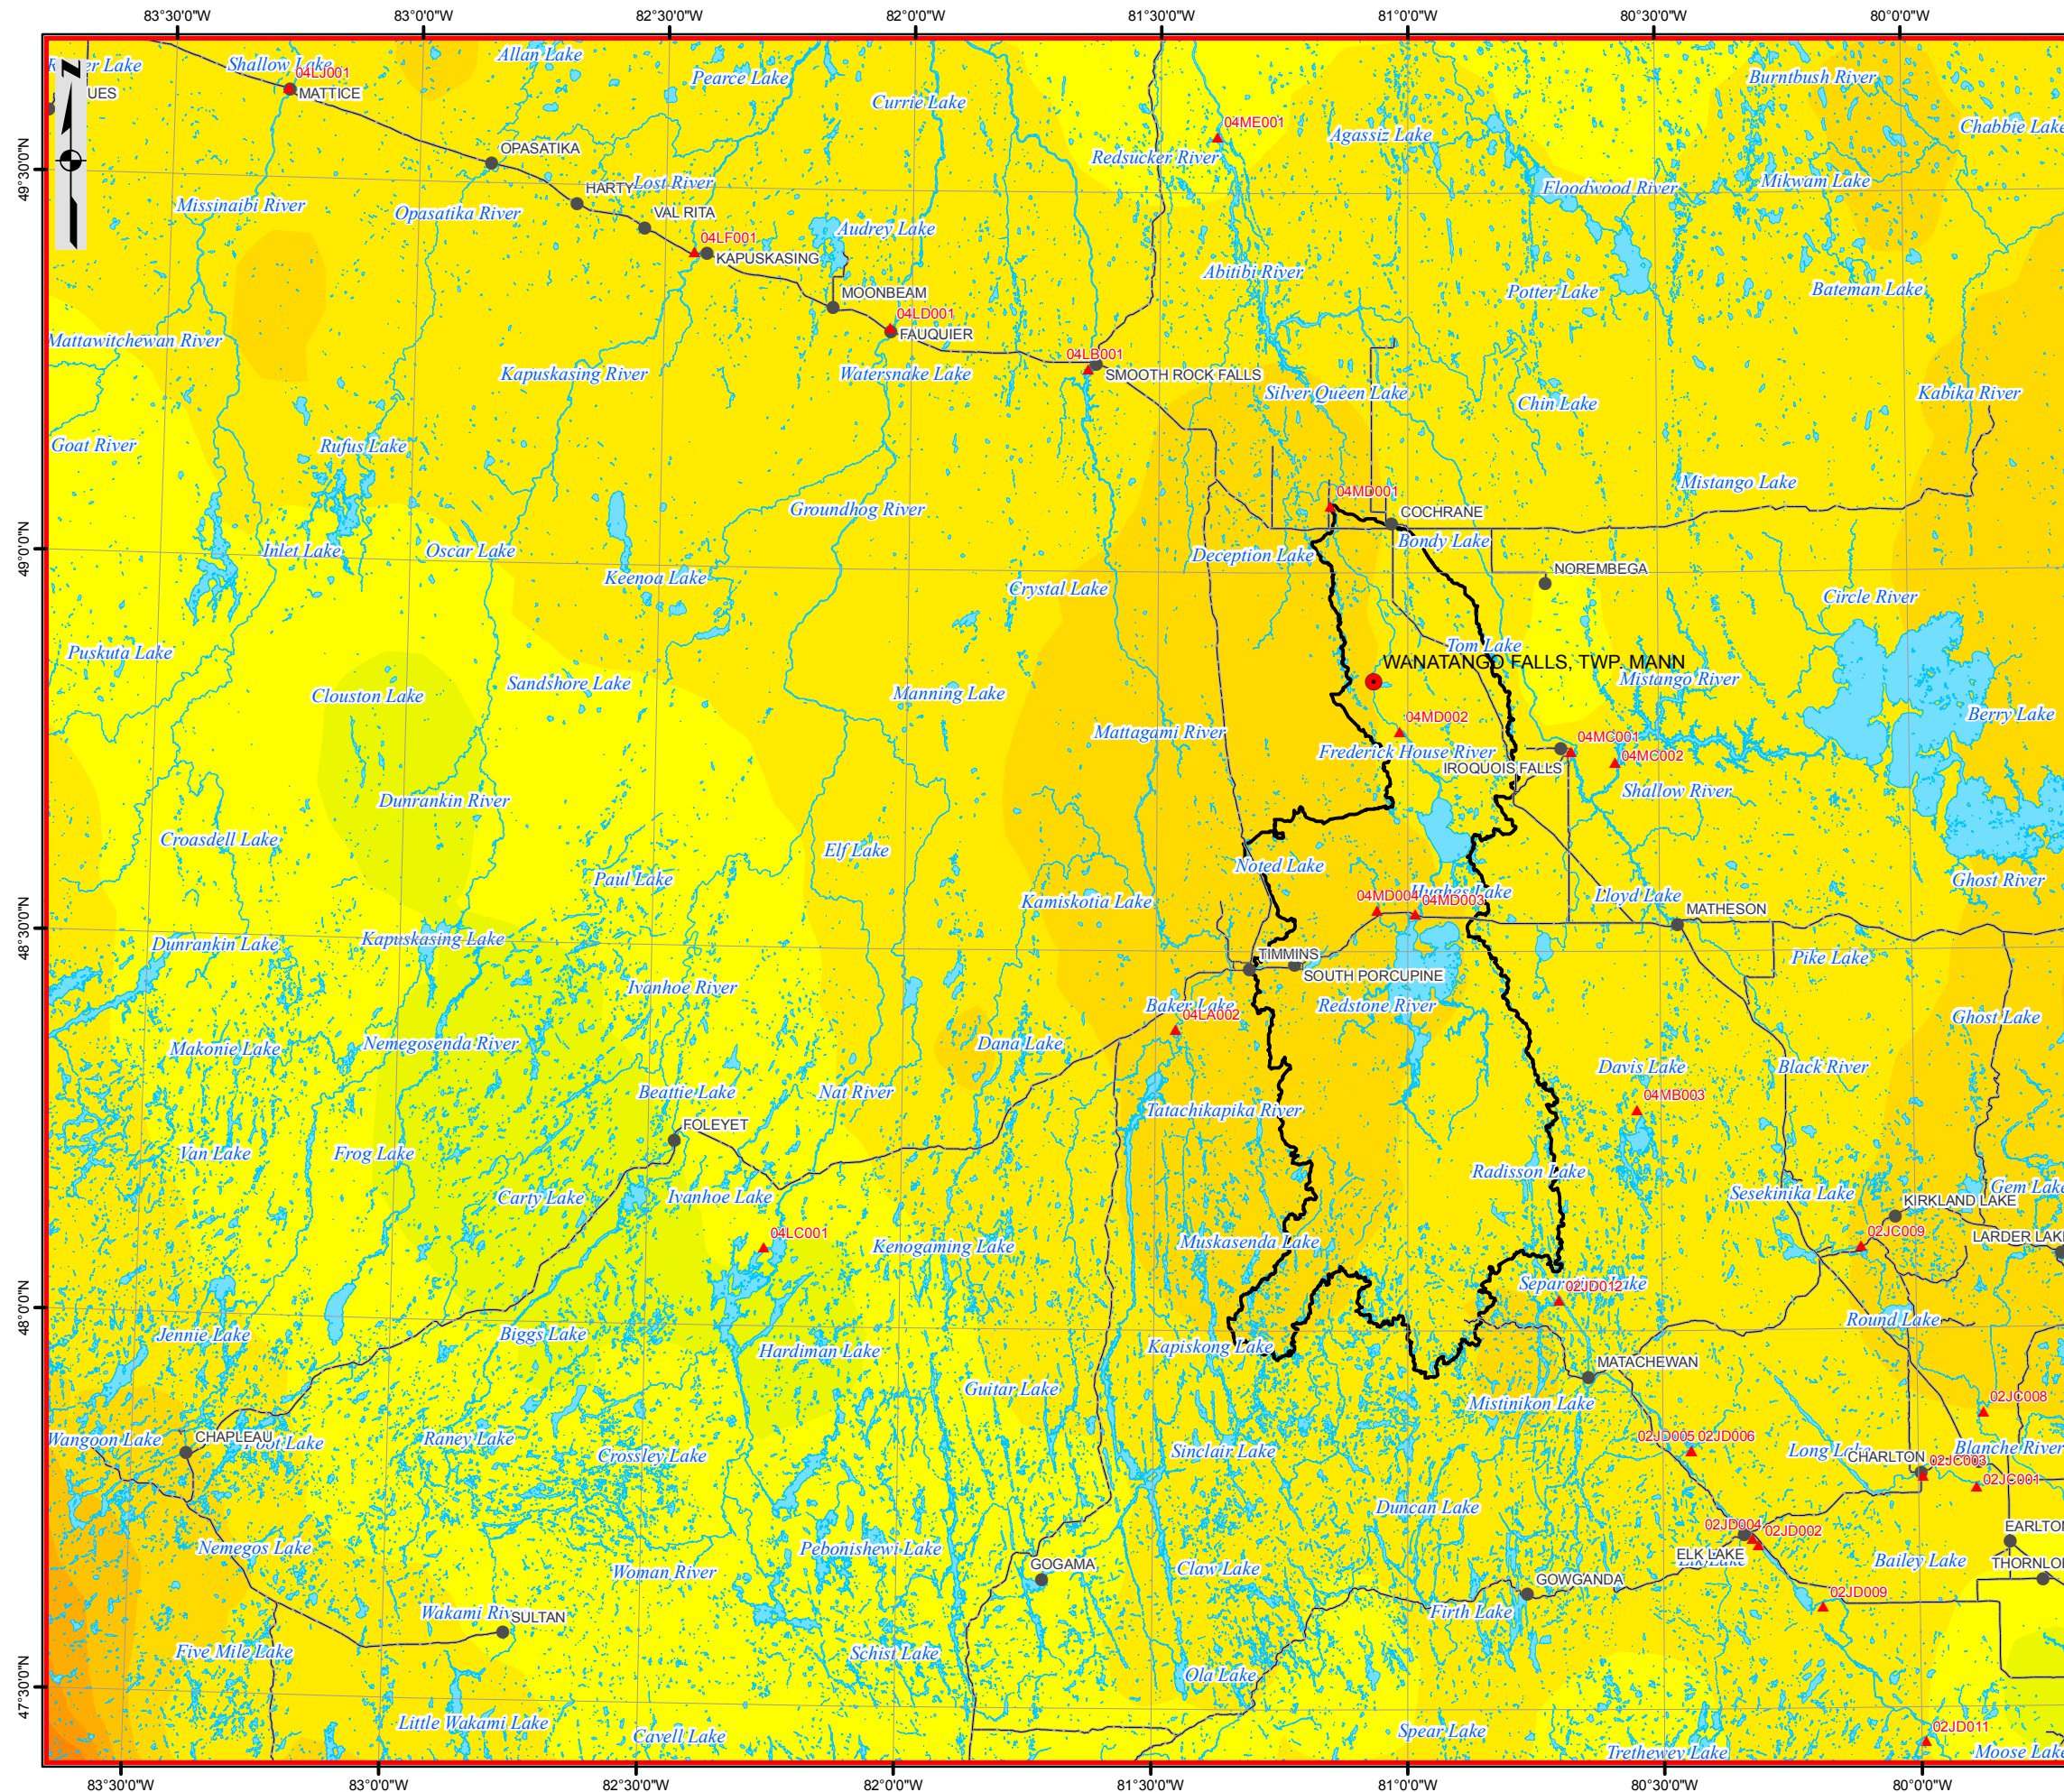 83°30'0"W 83°0'0"W 82°30'0"W 82°0'0"W 81°30'0"W 81°0'0"W 80°30'0"W 80°0'0"W
49°30'0"N
49°0'0"N
48°30'0"N
48°0'0"N
47°30'0"N
N
Shallow Lake
04LJ001
MATTICE
UES
Allan Lake
Pearce Lake
Currie Lake
04ME001
Redsucker River
Agassiz Lake
Burntbush River
Chabbie Lake
OPASATIKA
HARTY
Lost River
VAL RITA
Missinaibi River
Opasatika River
Floodwood River
Mikwam Lake
04LF001
KAPUSKASING
Audrey Lake
Abitibi River
Potter Lake
Bateman Lake
MOONBEAM
04LD001
FAUQUIER
Mattawitchewan River
Kapuskasing River
Watersnake Lake
04LB001
SMOOTH ROCK FALLS
Silver Queen Lake
Chin Lake
Kabika River
Goat River
Rufus Lake
Mistango Lake
04MD001
COCHRANE
Groundhog River
Inlet Lake
Oscar Lake
Keenoa Lake
Crystal Lake
Deception Lake
Bondy Lake
NOREMBEGA
Circle River
Puskuta Lake
Tom Lake
WANATANGO FALLS, TWP. MANN
Mistango River
Clouston Lake
Sandshore Lake
Manning Lake
Berry Lake
04MD002
Mattagami River
Frederick House River
04MC001
04MC002
IROQUOIS FALLS
Shallow River
Dunrankin River
Croasdell Lake
Elf Lake
Noted Lake
Paul Lake
Kamiskotia Lake
04MD004
Hughes Lake
04MD003
Lloyd Lake
Ghost River
MATHESON
Dunrankin Lake
Kapuskasing Lake
TIMMINS
SOUTH PORCUPINE
Pike Lake
Ivanhoe River
Baker Lake
04LA002
Redstone River
Ghost Lake
Makonie Lake
Nemegosenda River
Dana Lake
Davis Lake
Black River
Beattie Lake
Nat River
04MB003
Tatachikapika River
FOLEYET
Van Lake
Frog Lake
Radisson Lake
Carty Lake
Ivanhoe Lake
Sesekinika Lake
Gem Lake
KIRKLAND LAKE
04LC001
Kenogaming Lake
Muskasenda Lake
02JC009
LARDER LAKE
02JD012
Round Lake
Jennie Lake
Biggs Lake
Hardiman Lake
Kapiskong Lake
MATACHEWAN
Guitar Lake
Mistinikon Lake
02JC008
Wangoon Lake
CHAPLEAU
Raney Lake
Crossley Lake
Sinclair Lake
02JD005 02JD006
Long Lake
Blanche River
CHARLTON
02JC003
02JC001
Duncan Lake
02JD004
02JD002
ELK LAKE
EARLTON
Nemegos Lake
Pebonishewi Lake
GOGAMA
Woman River
Claw Lake
Bailey Lake
THORNLO
GOWGANDA
02JD009
Firth Lake
SULTAN
Five Mile Lake
Schisi Lake
Ola Lake
Little Wakami Lake
Cavell Lake
Spear Lake
Trethewey Lake
02JD011
Moose Lake
83°30'0"W 83°0'0"W 82°30'0"W 82°0'0"W 81°30'0"W 81°0'0"W 80°30'0"W 80°0'0"W